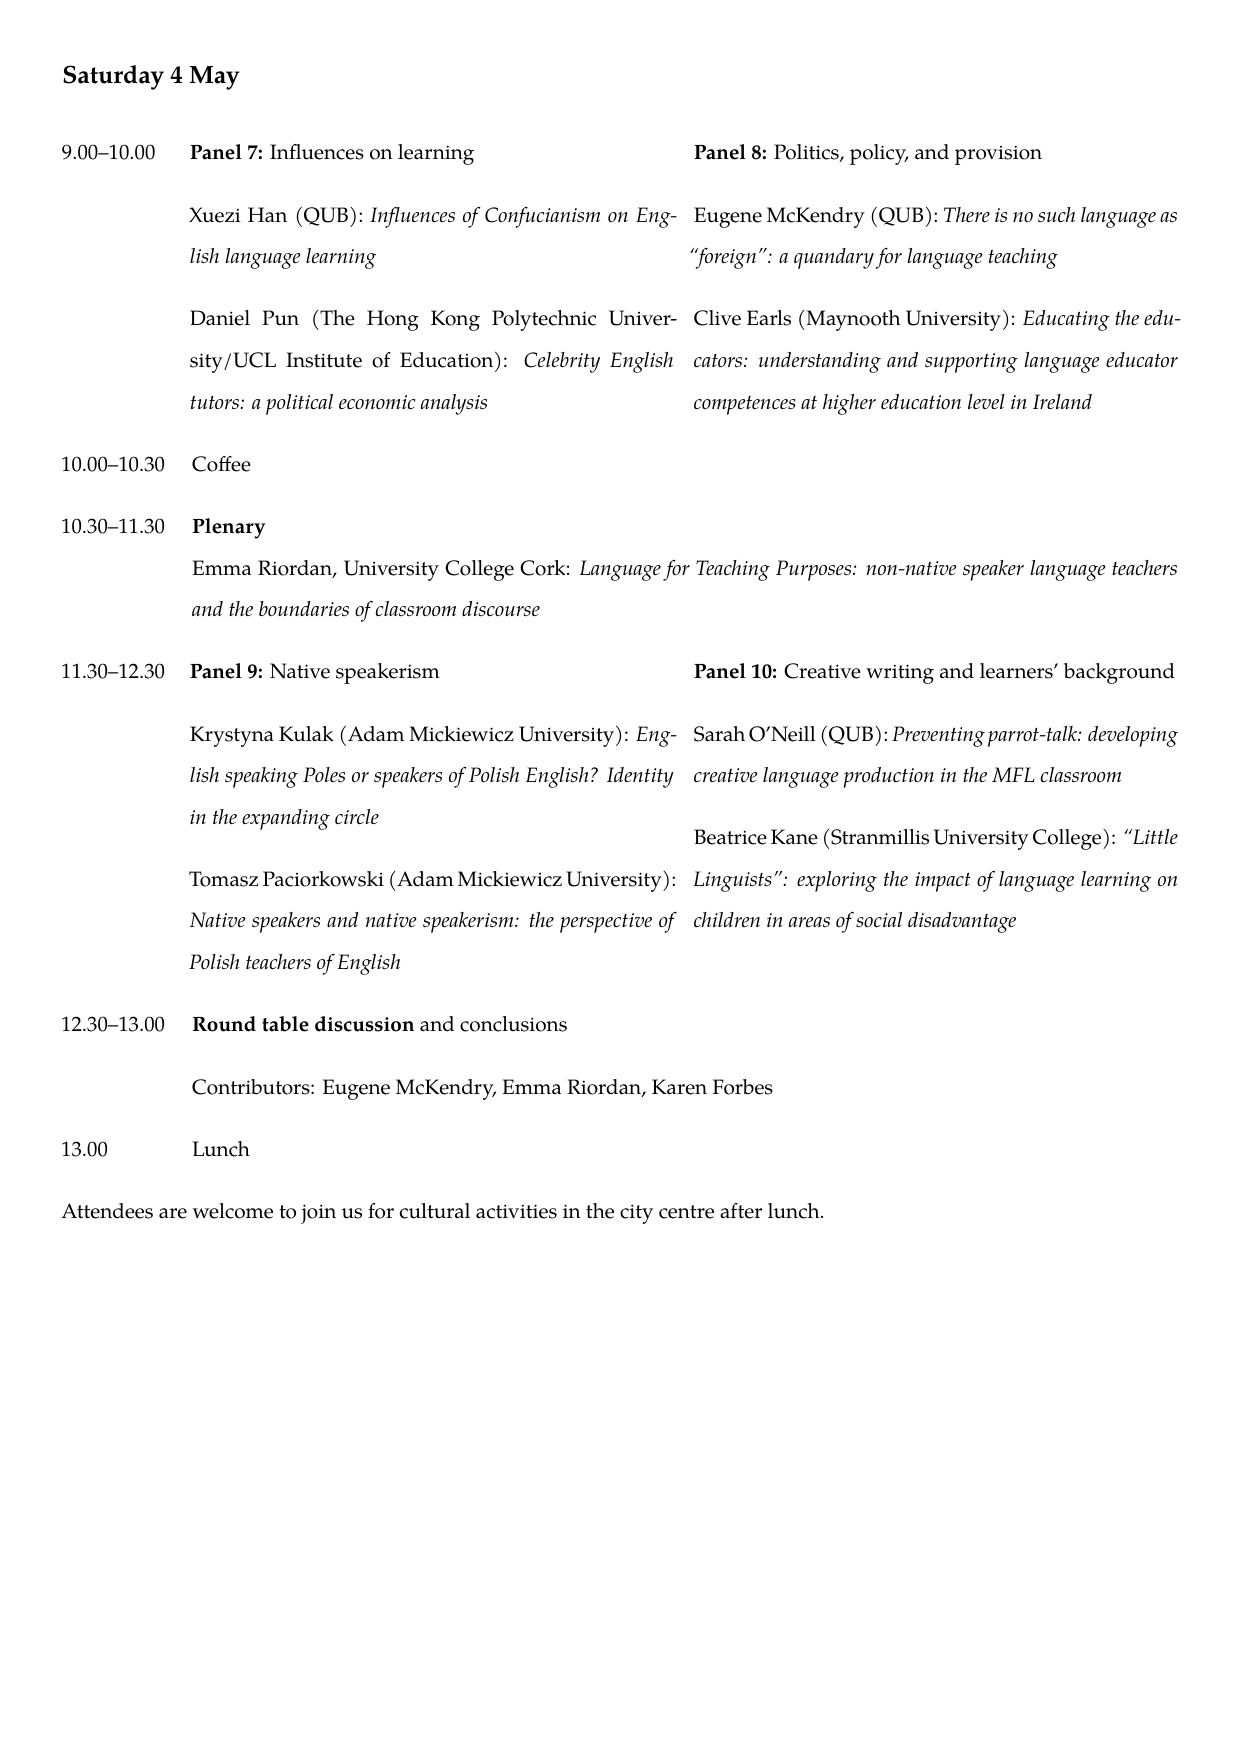 Saturday 4 May
9.00–10.00
Panel 7: Influences on learning
Xuezi Han (QUB): Influences of Confucianism on Eng-
lish language learning
Daniel Pun (The Hong Kong Polytechnic Univer-
sity/UCL Institute of Education): Celebrity English
tutors: a political economic analysis
Panel 8: Politics, policy, and provision
Eugene McKendry (QUB): There is no such language as
“foreign”: a quandary for language teaching
Clive Earls (Maynooth University): Educating the edu-
cators: understanding and supporting language educator
competences at higher education level in Ireland
10.00–10.30 Coffee
10.30–11.30 Plenary
Emma Riordan, University College Cork: Language for Teaching Purposes: non-native speaker language teachers
and the boundaries of classroom discourse
11.30–12.30
Panel 9: Native speakerism
Krystyna Kulak (Adam Mickiewicz University): Eng-
lish speaking Poles or speakers of Polish English? Identity
in the expanding circle
Tomasz Paciorkowski (Adam Mickiewicz University):
Native speakers and native speakerism: the perspective of
Polish teachers of English
Panel 10: Creative writing and learners’ background
Sarah O’Neill (QUB): Preventing parrot-talk: developing
creative language production in the MFL classroom
Beatrice Kane (Stranmillis University College): “Little
Linguists”: exploring the impact of language learning on
children in areas of social disadvantage
12.30–13.00 Round table discussion and conclusions
Contributors: Eugene McKendry, Emma Riordan, Karen Forbes
13.00 Lunch
Attendees are welcome to join us for cultural activities in the city centre after lunch.